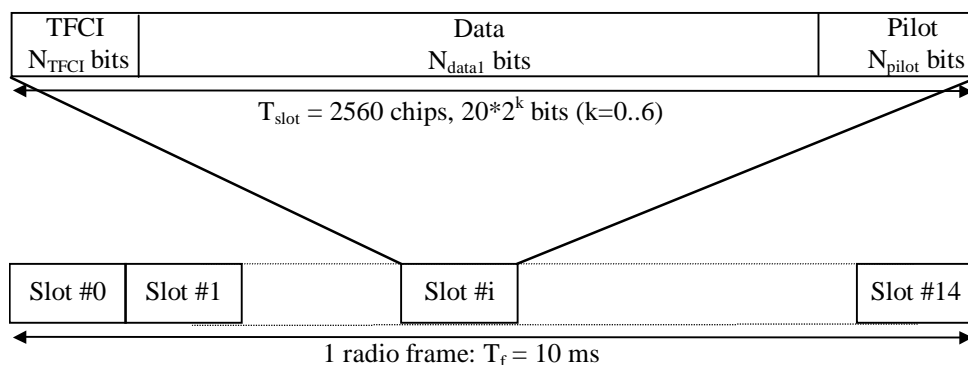 TFCI Data Pilot
N_TFCI bits N_data1 bits N_pilot bits
T_slot = 2560 chips, 20*2^k bits (k=0..6)
Slot #0 Slot #1 Slot #i Slot #14
1 radio frame: T_f = 10 ms